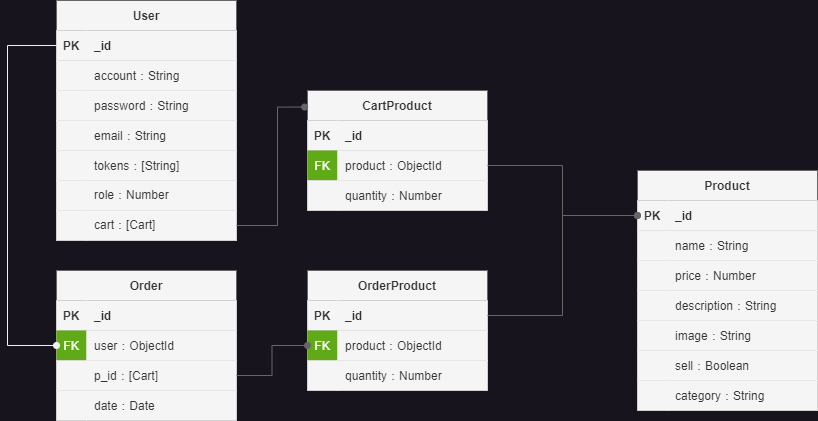 User
PK _id
account : String
password : String
email : String
tokens : [String]
role : Number
cart : [Cart]
CartProduct
PK _id
FK product : ObjectId
quantity : Number
Product
PK _id
name : String
price : Number
description : String
image : String
sell : Boolean
category : String
Order
PK _id
FK user : ObjectId
p_id : [Cart]
date : Date
OrderProduct
PK _id
FK product : ObjectId
quantity : Number